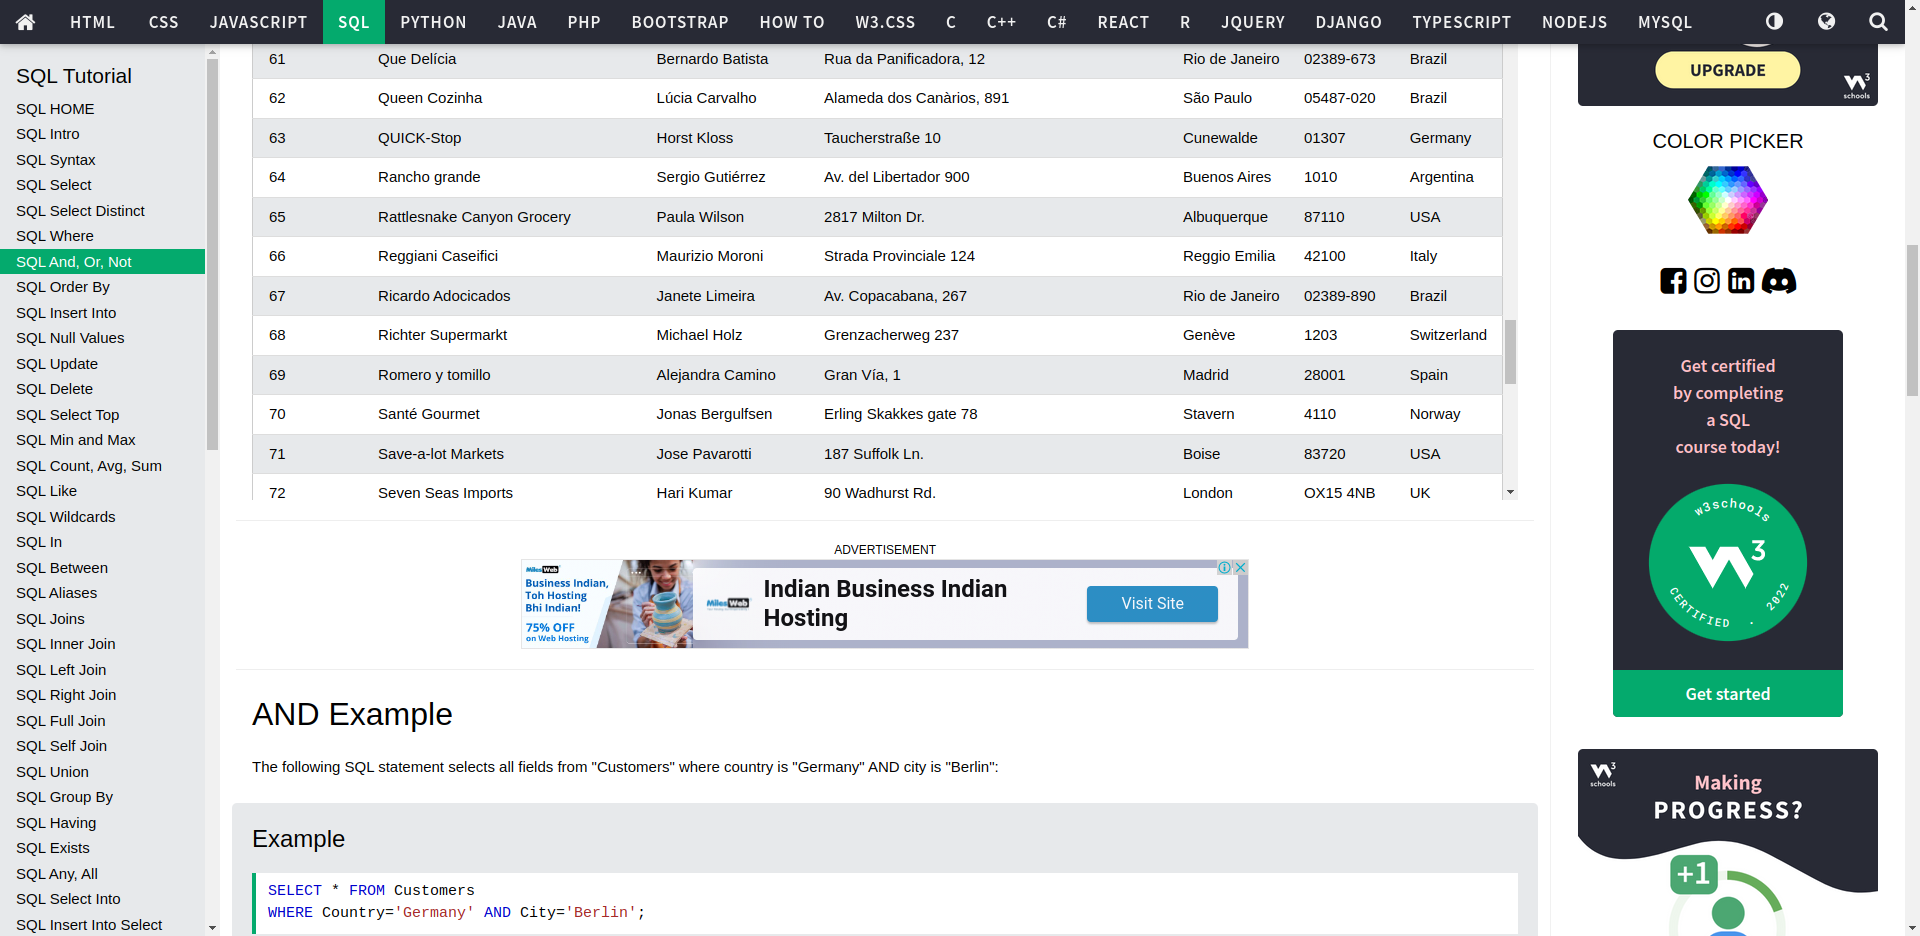 HTML CSS JAVASCRIPT SQL PYTHON JAVA PHP BOOTSTRAP HOW TO W3.CSS C C++ C# REACT R JQUERY DJANGO TYPESCRIPT NODEJS MYSQL
SQL Tutorial
SQL HOME
SQL Intro
SQL Syntax
SQL Select
SQL Select Distinct
SQL Where
SQL And, Or, Not
SQL Order By
SQL Insert Into
SQL Null Values
SQL Update
SQL Delete
SQL Select Top
SQL Min and Max
SQL Count, Avg, Sum
SQL Like
SQL Wildcards
SQL In
SQL Between
SQL Aliases
SQL Joins
SQL Inner Join
SQL Left Join
SQL Right Join
SQL Full Join
SQL Self Join
SQL Union
SQL Group By
SQL Having
SQL Exists
SQL Any, All
SQL Select Into
SQL Insert Into Select
61 Que Delícia Bernardo Batista Rua da Panificadora, 12 Rio de Janeiro 02389-673 Brazil
62 Queen Cozinha Lúcia Carvalho Alameda dos Canàrios, 891 São Paulo 05487-020 Brazil
63 QUICK-Stop Horst Kloss Taucherstraße 10 Cunewalde 01307 Germany
64 Rancho grande Sergio Gutiérrez Av. del Libertador 900 Buenos Aires 1010 Argentina
65 Rattlesnake Canyon Grocery Paula Wilson 2817 Milton Dr. Albuquerque 87110 USA
66 Reggiani Caseifici Maurizio Moroni Strada Provinciale 124 Reggio Emilia 42100 Italy
67 Ricardo Adocicados Janete Limeira Av. Copacabana, 267 Rio de Janeiro 02389-890 Brazil
68 Richter Supermarkt Michael Holz Grenzacherweg 237 Genève 1203 Switzerland
69 Romero y tomillo Alejandra Camino Gran Vía, 1 Madrid 28001 Spain
70 Santé Gourmet Jonas Bergulfsen Erling Skakkes gate 78 Stavern 4110 Norway
71 Save-a-lot Markets Jose Pavarotti 187 Suffolk Ln. Boise 83720 USA
72 Seven Seas Imports Hari Kumar 90 Wadhurst Rd. London OX15 4NB UK
ADVERTISEMENT
MilesWeb
Business Indian,
Toh Hosting
Bhi Indian!
75% OFF
on Web Hosting
MilesWeb
Indian Business Indian
Hosting
Visit Site
AND Example
The following SQL statement selects all fields from "Customers" where country is "Germany" AND city is "Berlin":
Example
SELECT * FROM Customers
WHERE Country='Germany' AND City='Berlin';
UPGRADE
W3
schools
COLOR PICKER
Get certified
by completing
a SQL
course today!
w3schools
W3
CERTIFIED . 2022
Get started
W3
schools
Making
PROGRESS?
+1